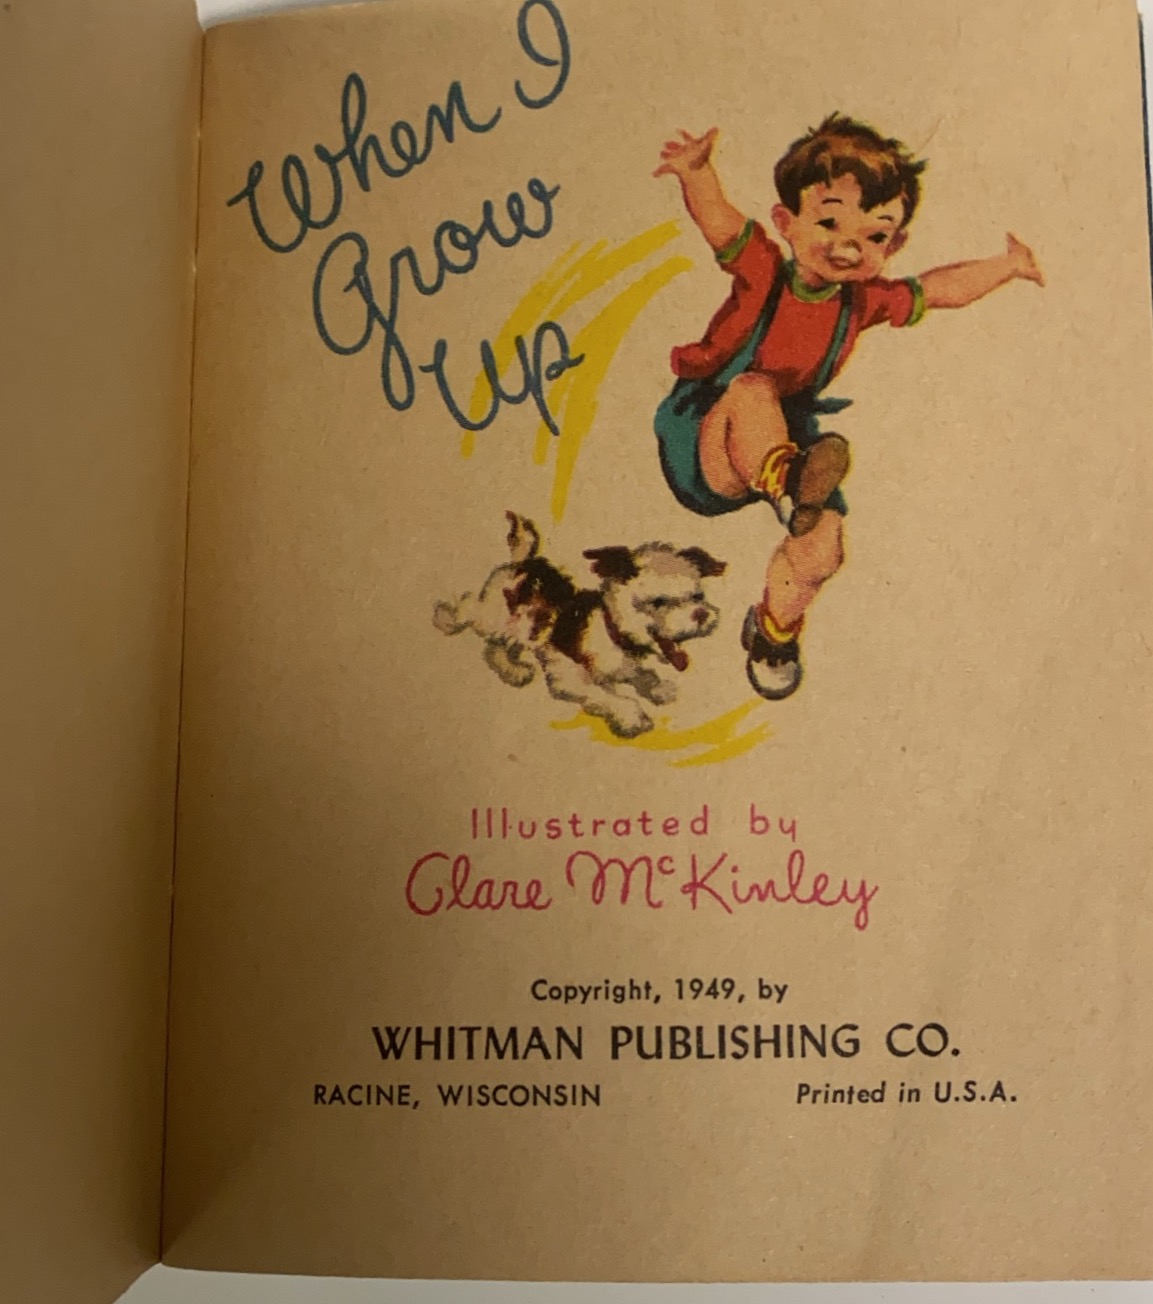 When I
Grow
Up
Illustrated by
Clare McKinley
Copyright, 1949, by
WHITMAN PUBLISHING CO.
RACINE, WISCONSIN Printed in U.S.A.